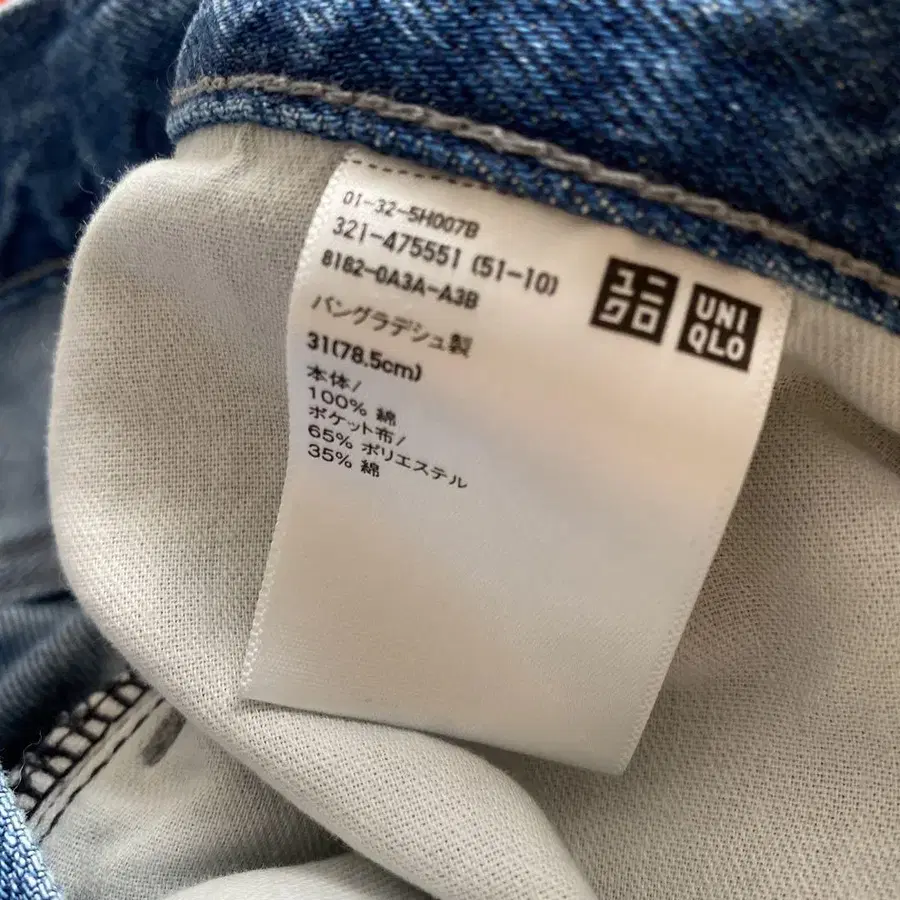 01-32-5H007B
321-475551 (51-10)
8182-0A3A-A3B
バングラデシュ製
31(78.5cm)
本体/
100% 綿
ポケット布/
65% ポリエステル
35% 綿
ユニ
クロ
UNI
QLO